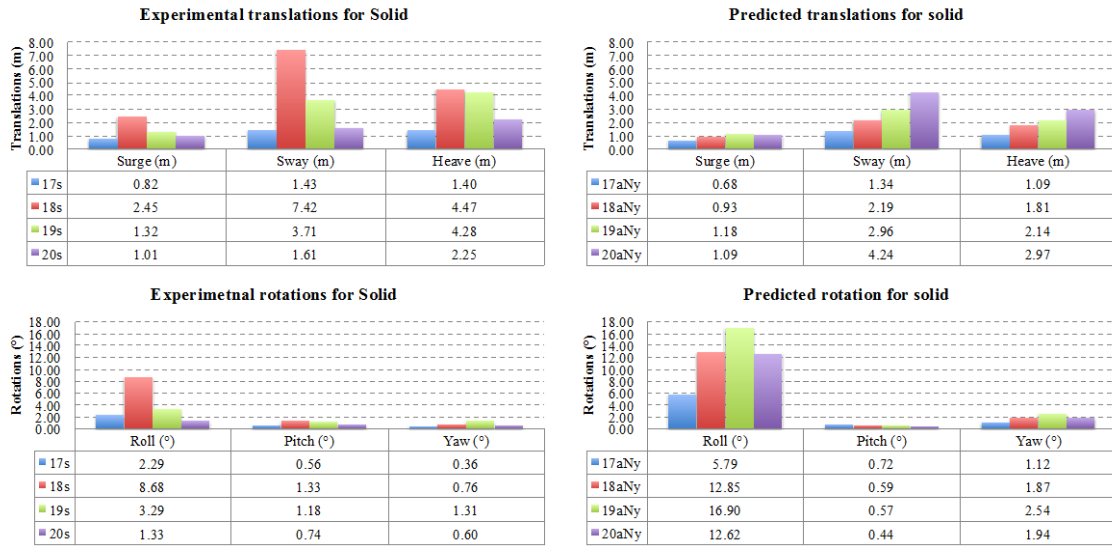 Experimental translations for Solid
Translations (m)
8.00
7.00
6.00
5.00
4.00
3.00
2.00
1.00
0.00
Surge (m) Sway (m) Heave (m)
17s 0.82 1.43 1.40
18s 2.45 7.42 4.47
19s 1.32 3.71 4.28
20s 1.01 1.61 2.25
Predicted translations for solid
Translations (m)
8.00
7.00
6.00
5.00
4.00
3.00
2.00
1.00
0.00
Surge (m) Sway (m) Heave (m)
17aNy 0.68 1.34 1.09
18aNy 0.93 2.19 1.81
19aNy 1.18 2.96 2.14
20aNy 1.09 4.24 2.97
Experimetnal rotations for Solid
Rotations (°)
18.00
16.00
14.00
12.00
10.00
8.00
6.00
4.00
2.00
0.00
Roll (°) Pitch (°) Yaw (°)
17s 2.29 0.56 0.36
18s 8.68 1.33 0.76
19s 3.29 1.18 1.31
20s 1.33 0.74 0.60
Predicted rotation for solid
Rotations (°)
18.00
16.00
14.00
12.00
10.00
8.00
6.00
4.00
2.00
0.00
Roll (°) Pitch (°) Yaw (°)
17aNy 5.79 0.72 1.12
18aNy 12.85 0.59 1.87
19aNy 16.90 0.57 2.54
20aNy 12.62 0.44 1.94